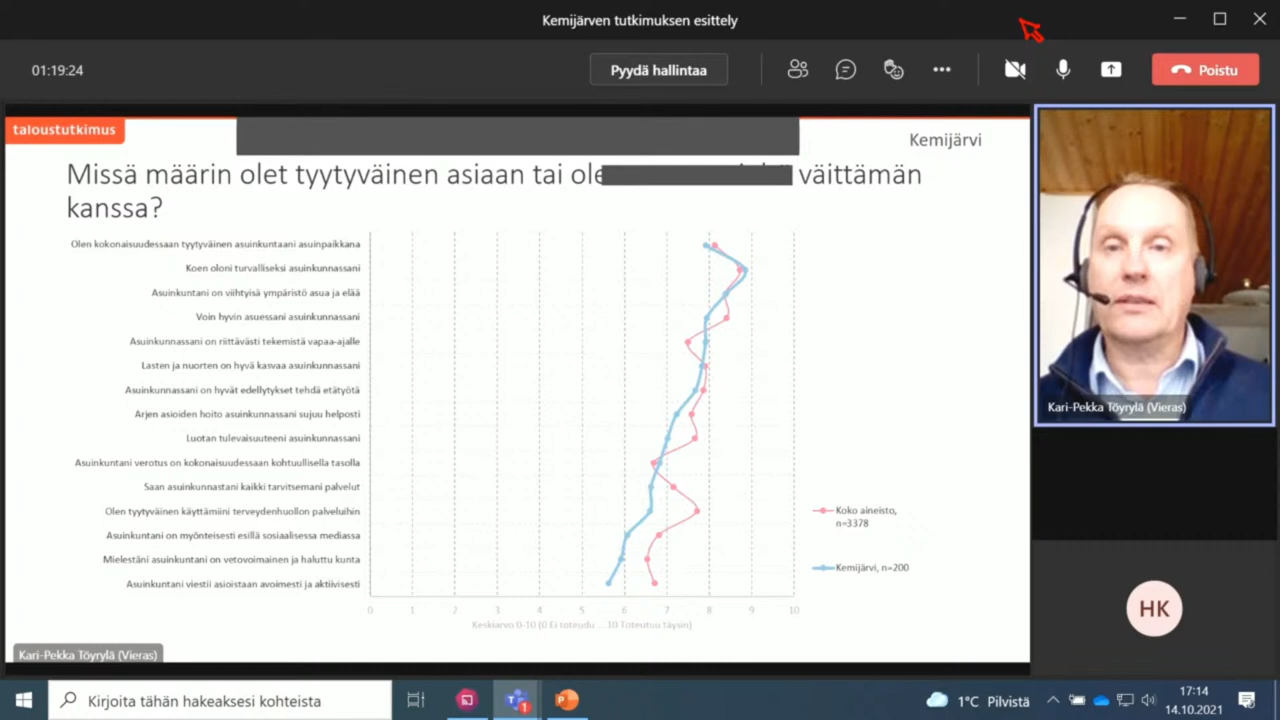 Kemijärven tutkimuksen esittely
01:19:24
Pyydä hallintaa
Poistu
taloustutkimus
Kemijärvi
Missä määrin olet tyytyväinen asiaan tai ole väittämän
kanssa?
Olen kokonaisuudessaan tyytyväinen asuinkuntaani asuinpaikkana
Koen oloni turvalliseksi asuinkunnassani
Asuinkuntani on viihtyisä ympäristö asua ja elää
Voin hyvin asuessani asuinkunnassani
Asuinkunnassani on riittävästi tekemistä vapaa-ajalle
Lasten ja nuorten on hyvä kasvaa asuinkunnassani
Asuinkunnassani on hyvät edellytykset tehdä etätyötä
Arjen asioiden hoito asuinkunnassani sujuu helposti
Luotan tulevaisuuteeni asuinkunnassani
Asuinkuntani verotus on kokonaisuudessaan kohtuullisella tasolla
Saan asuinkunnastani kaikki tarvitsemani palvelut
Olen tyytyväinen käyttämiini terveydenhuollon palveluihin
Asuinkuntani on myönteisesti esillä sosiaalisessa mediassa
Mielestäni asuinkuntani on vetovoimainen ja haluttu kunta
Asuinkuntani viestii asioistaan avoimesti ja aktiivisesti
0 1 2 3 4 5 6 7 8 9 10
Keskiarvo 0-10 (0 Ei toteudu ... 10 Toteutuu täysin)
Koko aineisto,
n=3378
Kemijärvi, n=200
Kari-Pekka Töyrylä (Vieras)
HK
Kari-Pekka Töyrylä (Vieras)
Kirjoita tähän hakeaksesi kohteista
1
1°C Pilvistä
17:14
14.10.2021